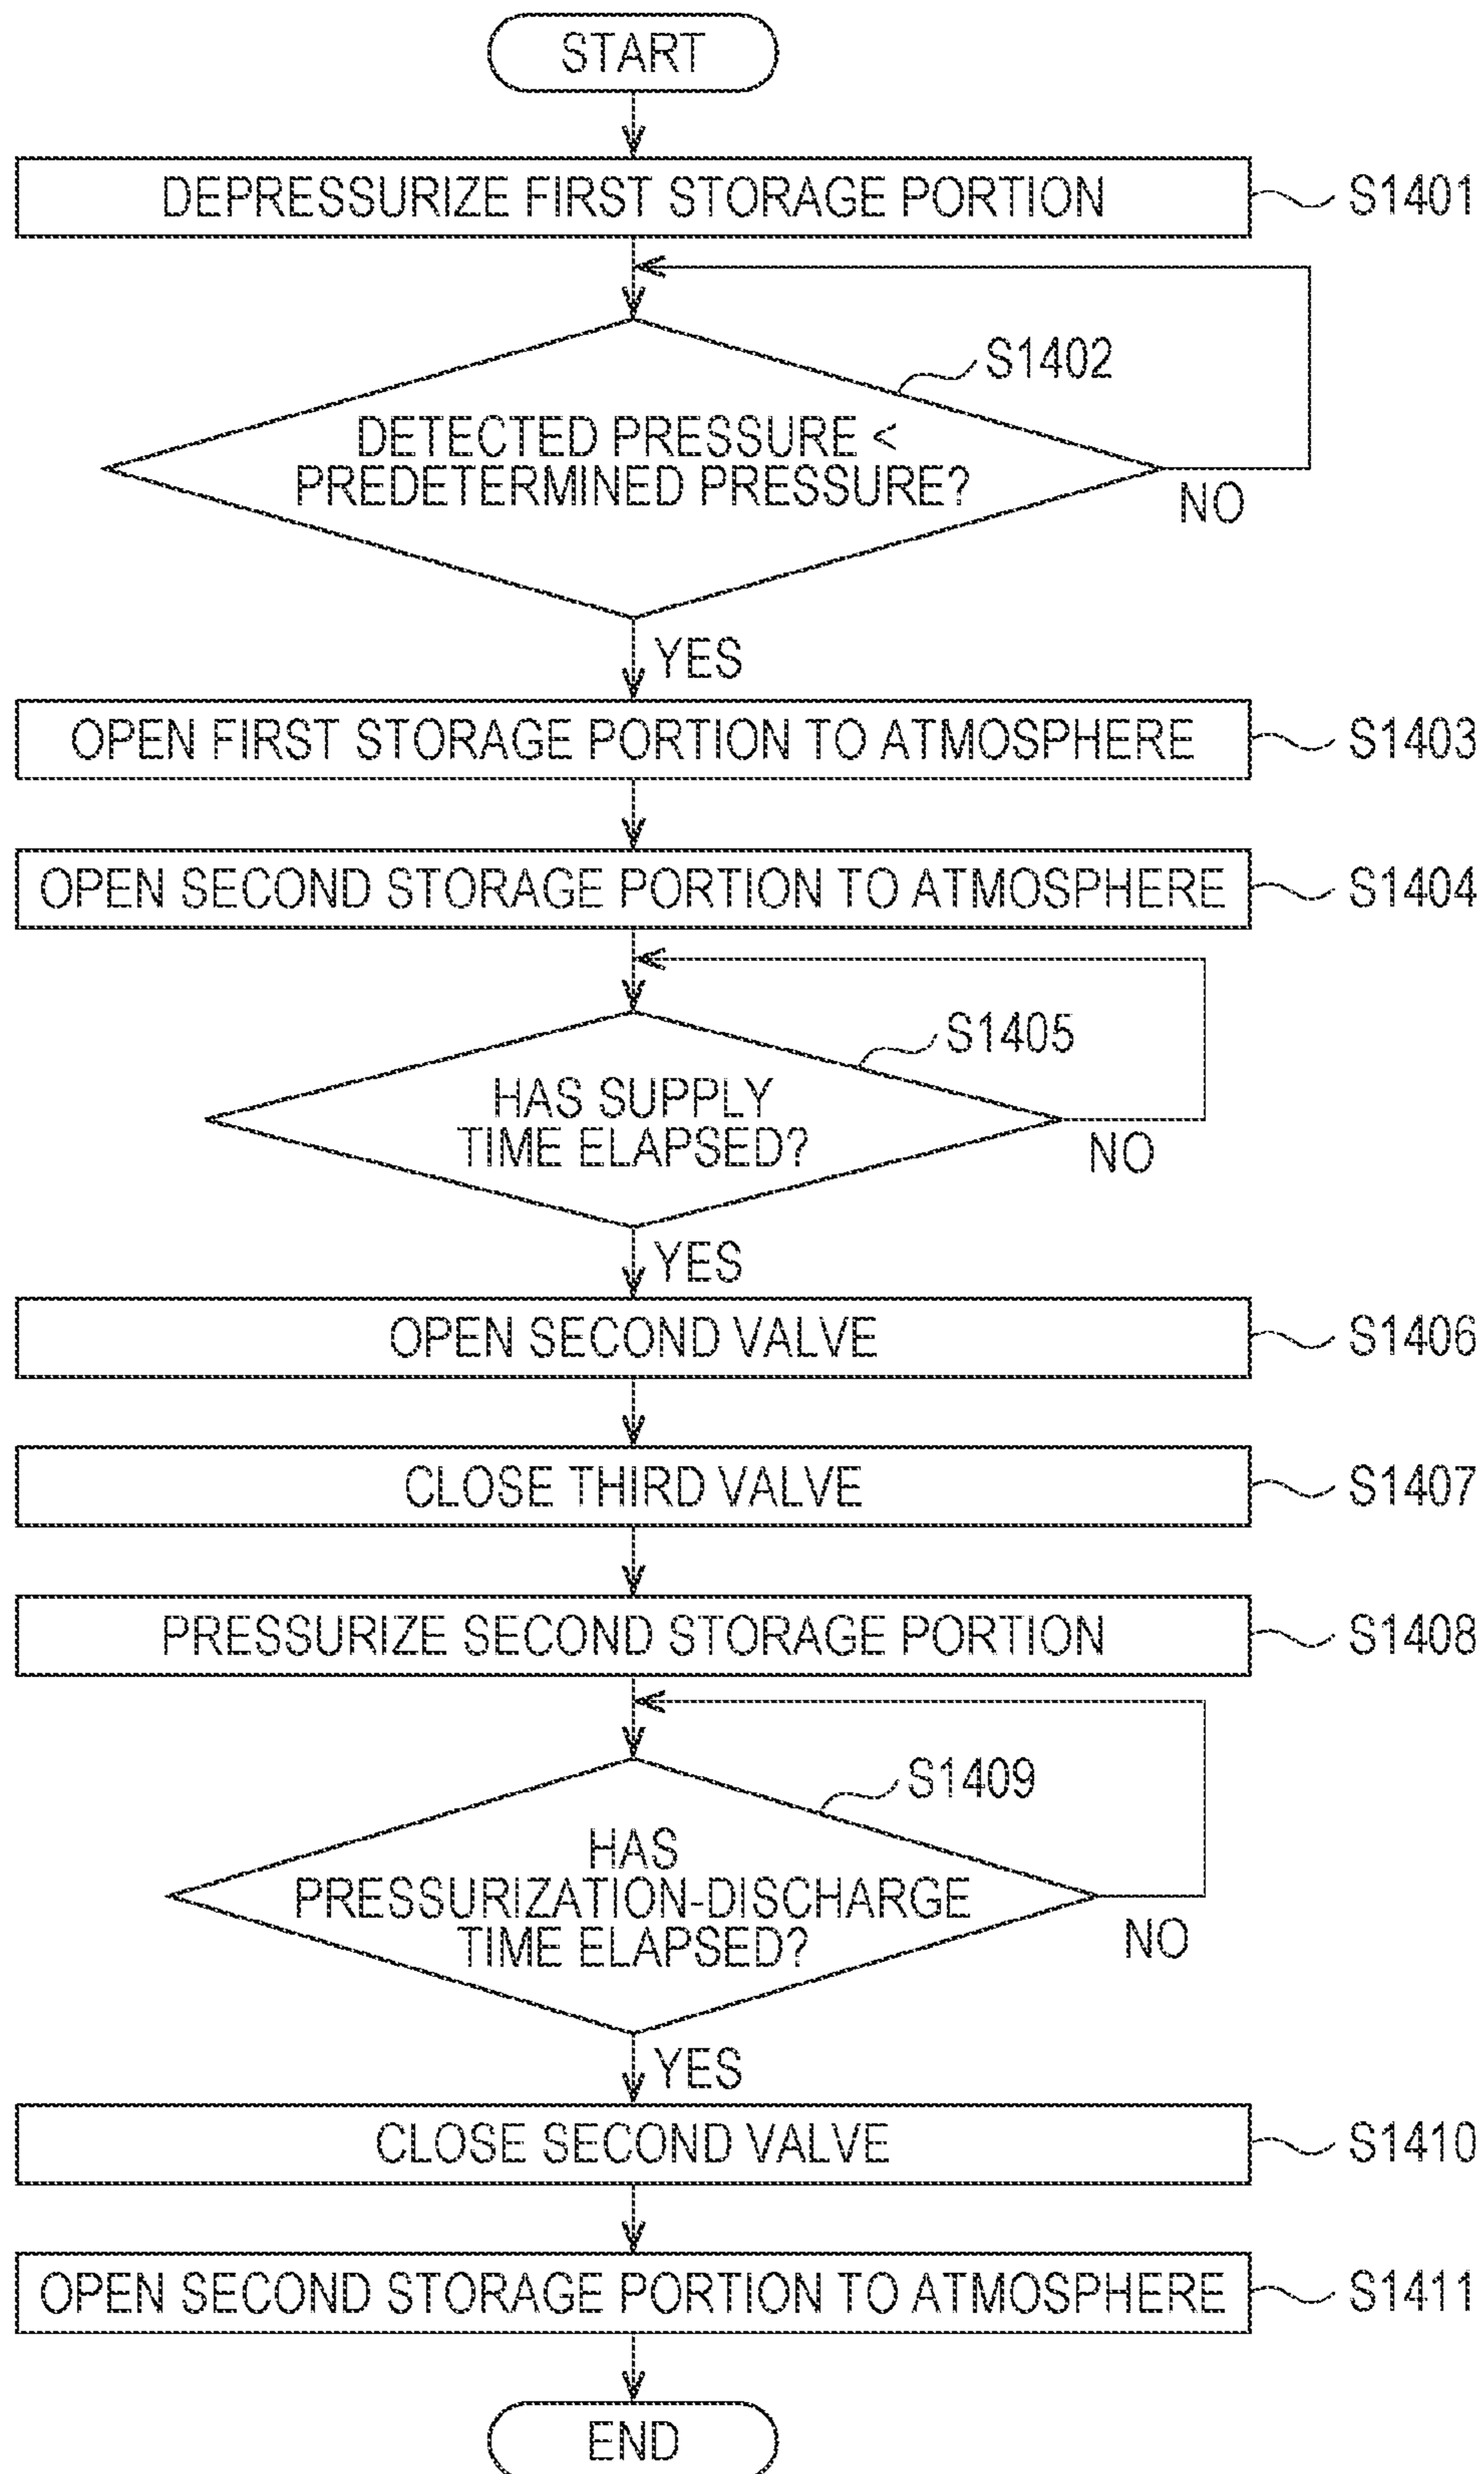 START
DEPRESSURIZE FIRST STORAGE PORTION
S1401
S1402
DETECTED PRESSURE <
PREDETERMINED PRESSURE?
NO
YES
OPEN FIRST STORAGE PORTION TO ATMOSPHERE
S1403
OPEN SECOND STORAGE PORTION TO ATMOSPHERE
S1404
S1405
HAS SUPPLY
TIME ELAPSED?
NO
YES
OPEN SECOND VALVE
S1406
CLOSE THIRD VALVE
S1407
PRESSURIZE SECOND STORAGE PORTION
S1408
S1409
HAS
PRESSURIZATION-DISCHARGE
TIME ELAPSED?
NO
YES
CLOSE SECOND VALVE
S1410
OPEN SECOND STORAGE PORTION TO ATMOSPHERE
S1411
END